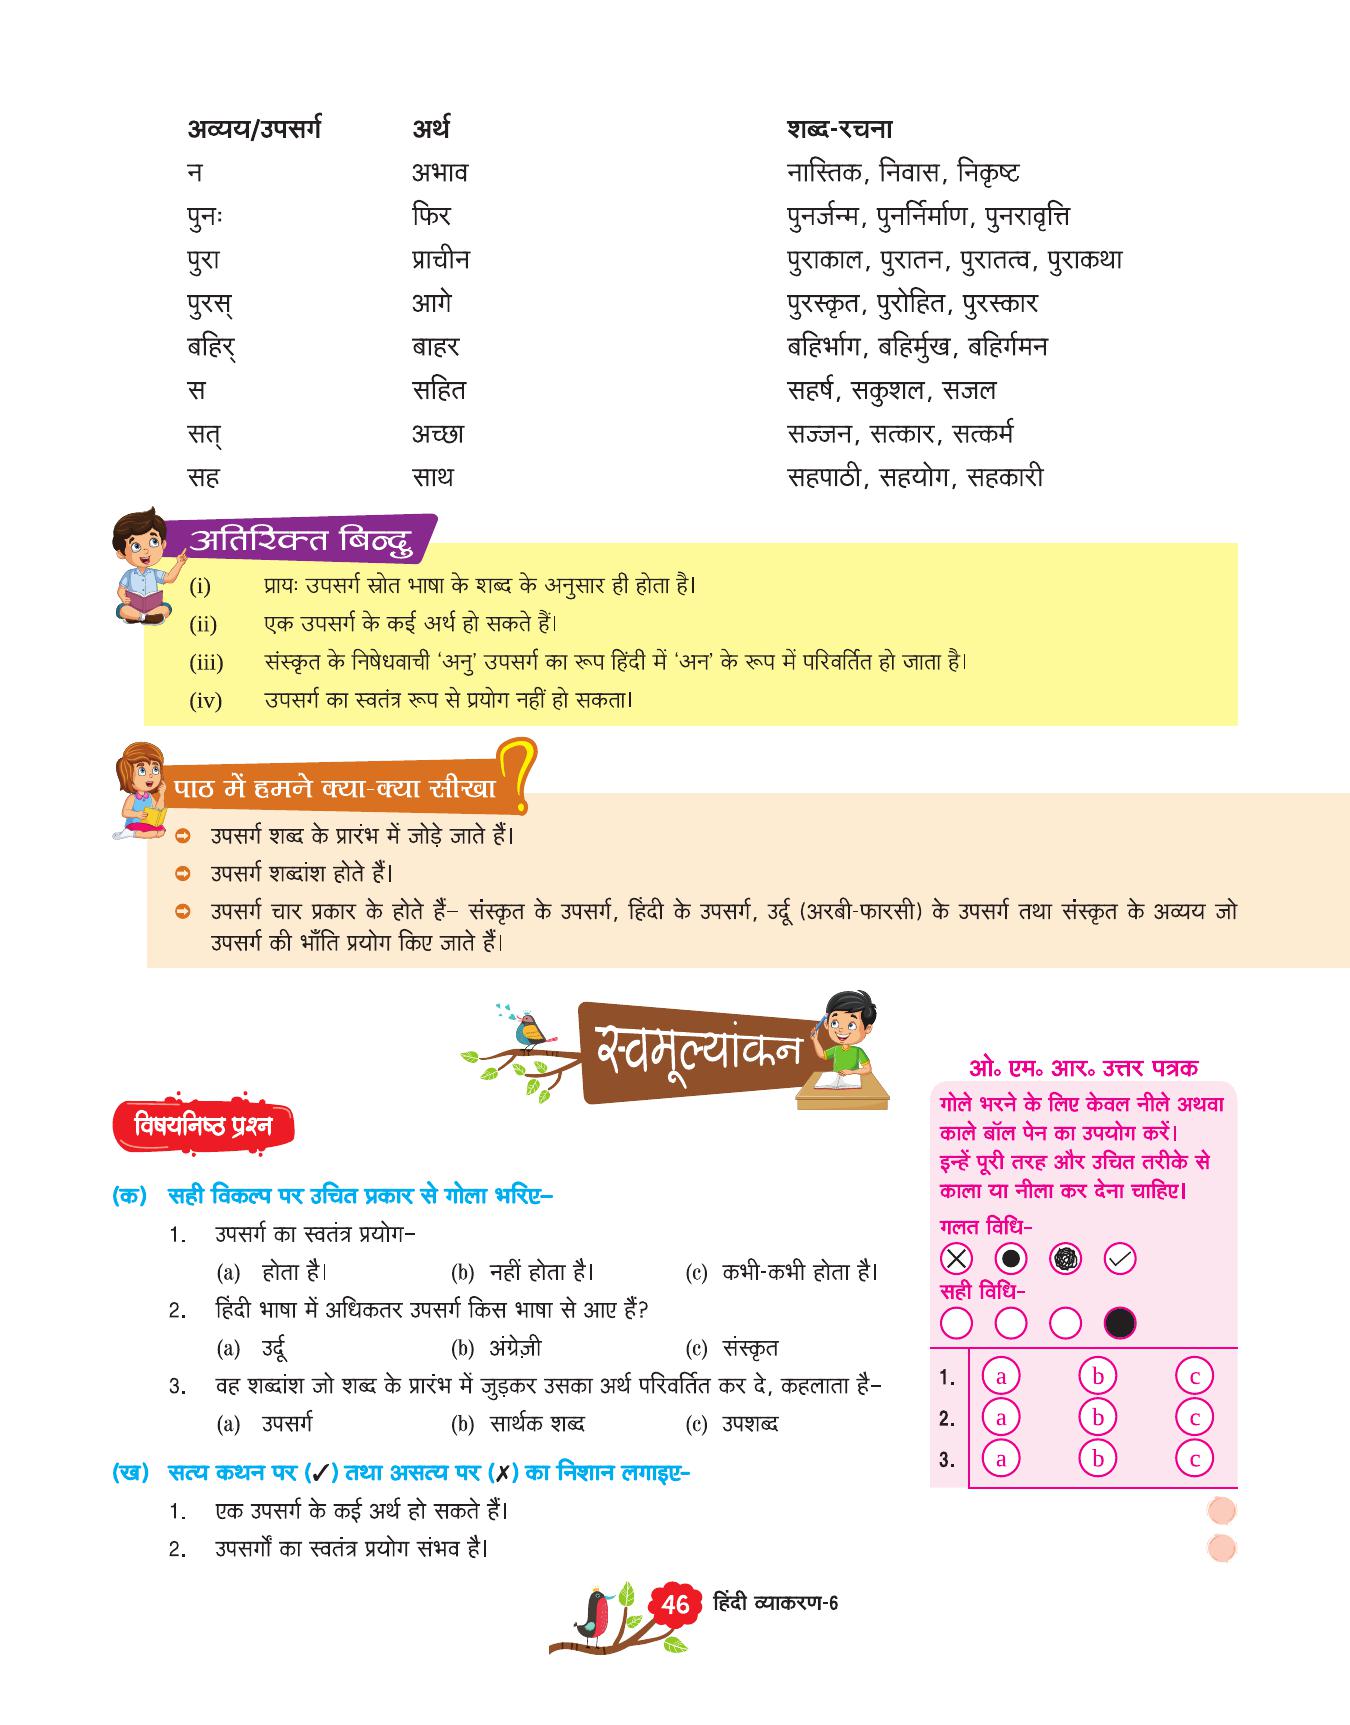 अव्यय/उपसर्ग अर्थ शब्द-रचना
न अभाव नास्तिक, निवास, निकृष्ट
पुनः फिर पुनर्जन्म, पुनर्निर्माण, पुनरावृत्ति
पुरा प्राचीन पुराकाल, पुरातन, पुरातत्व, पुराकथा
पुरस् आगे पुरस्कृत, पुरोहित, पुरस्कार
बहिर् बाहर बहिर्भाग, बहिर्मुख, बहिर्गमन
स सहित सहर्ष, सकुशल, सजल
सत् अच्छा सज्जन, सत्कार, सत्कर्म
सह साथ सहपाठी, सहयोग, सहकारी
अतिरिक्त बिन्दु
(i) प्रायः उपसर्ग स्रोत भाषा के शब्द के अनुसार ही होता है।
(ii) एक उपसर्ग के कई अर्थ हो सकते हैं।
(iii) संस्कृत के निषेधवाची ‘अनु’ उपसर्ग का रूप हिंदी में ‘अन’ के रूप में परिवर्तित हो जाता है।
(iv) उपसर्ग का स्वतंत्र रूप से प्रयोग नहीं हो सकता।
पाठ में हमने क्या-क्या सीखा ?
उपसर्ग शब्द के प्रारंभ में जोड़े जाते हैं।
उपसर्ग शब्दांश होते हैं।
उपसर्ग चार प्रकार के होते हैं– संस्कृत के उपसर्ग, हिंदी के उपसर्ग, उर्दू (अरबी-फारसी) के उपसर्ग तथा संस्कृत के अव्यय जो
उपसर्ग की भाँति प्रयोग किए जाते हैं।
स्वमूल्यांकन
विषयनिष्ठ प्रश्न
(क) सही विकल्प पर उचित प्रकार से गोला भरिए–
1. उपसर्ग का स्वतंत्र प्रयोग–
(a) होता है। (b) नहीं होता है। (c) कभी-कभी होता है।
2. हिंदी भाषा में अधिकतर उपसर्ग किस भाषा से आए हैं?
(a) उर्दू (b) अंग्रेज़ी (c) संस्कृत
3. वह शब्दांश जो शब्द के प्रारंभ में जुड़कर उसका अर्थ परिवर्तित कर दे, कहलाता है–
(a) उपसर्ग (b) सार्थक शब्द (c) उपशब्द
ओ॰ एम॰ आर॰ उत्तर पत्रक
गोले भरने के लिए केवल नीले अथवा
काले बॉल पेन का उपयोग करें।
इन्हें पूरी तरह और उचित तरीके से
काला या नीला कर देना चाहिए।
गलत विधि–
सही विधि–
1. a b c
2. a b c
3. a b c
(ख) सत्य कथन पर (✓) तथा असत्य पर (✗) का निशान लगाइए–
1. एक उपसर्ग के कई अर्थ हो सकते हैं।
2. उपसर्गों का स्वतंत्र प्रयोग संभव है।
46 हिंदी व्याकरण-6